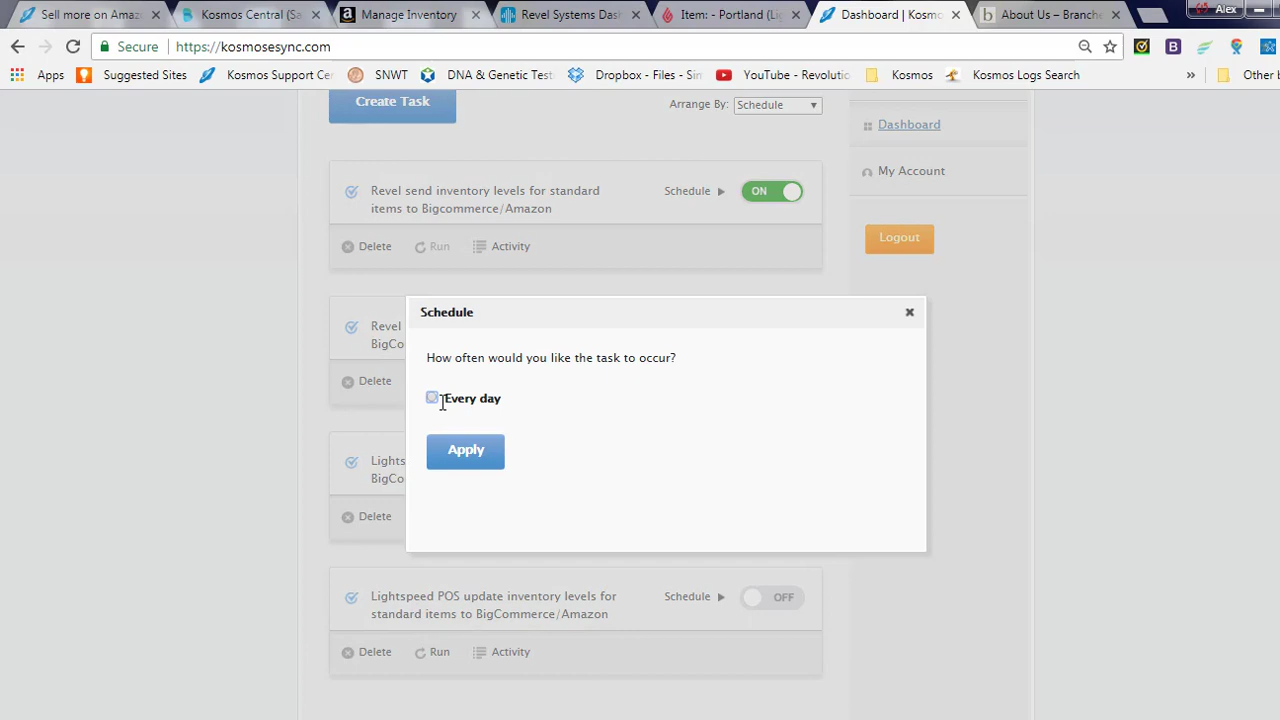 Sell more on Amaz
Kosmos Central (Sa
Manage Inventory
Revel Systems Das
Item: - Portland (Li
Dashboard | Kosmo
About Us – Branche
Alex
Secure
https://kosmosesync.com
Apps
Suggested Sites
Kosmos Support Ce
SNWT
DNA & Genetic Test
Dropbox - Files - Sin
YouTube - Revolutio
Kosmos
Kosmos Logs Search
»
Other b
Create Task
Arrange By:
Schedule
Dashboard
My Account
Logout
Revel send inventory levels for standard
items to Bigcommerce/Amazon
Schedule
ON
Delete
Run
Activity
Revel
BigCo
Delete
Schedule
How often would you like the task to occur?
Every day
Apply
Lights
BigCo
Delete
Lightspeed POS update inventory levels for
standard items to BigCommerce/Amazon
Schedule
OFF
Delete
Run
Activity